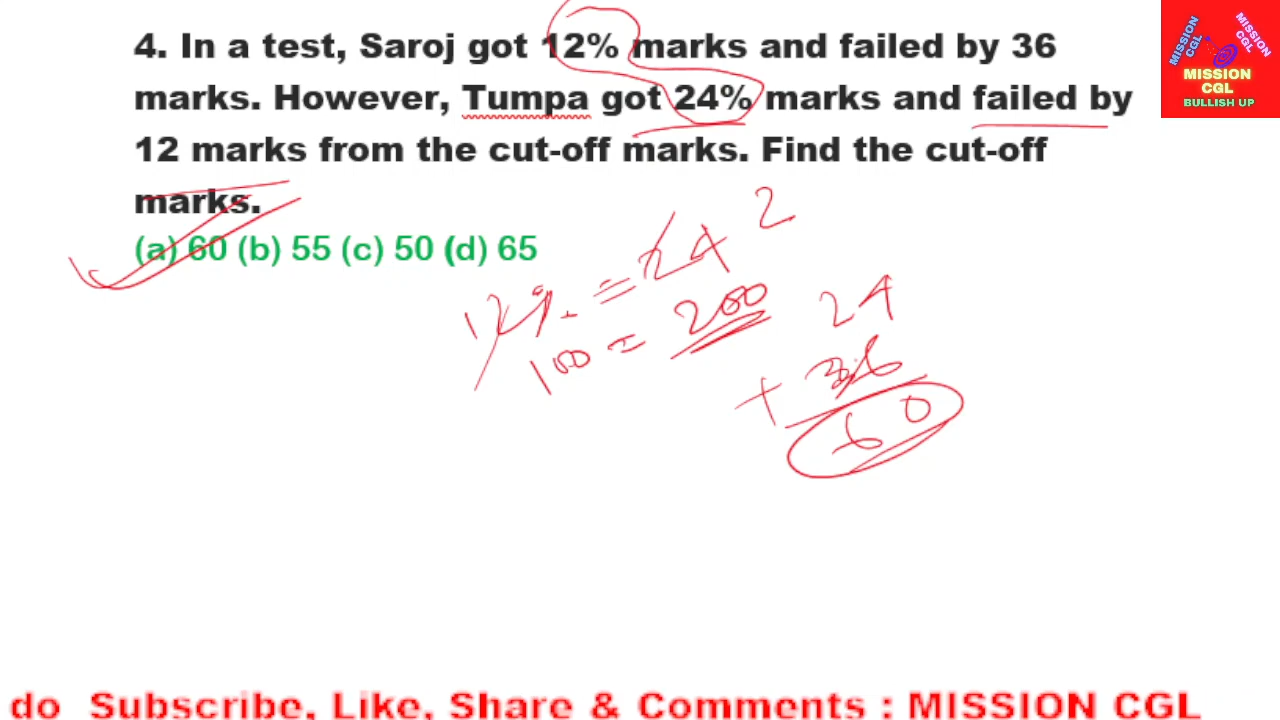 4. In a test, Saroj got 12% marks and failed by 36
marks. However, Tumpa got 24% marks and failed by
12 marks from the cut-off marks. Find the cut-off
marks.
(a) 60 (b) 55 (c) 50 (d) 65
12% = 24 2
100 = 200
24
+ 36
60
MISSION CGL
MISSION CGL
MISSION
CGL
BULLISH UP
do Subscribe, Like, Share & Comments : MISSION CGL